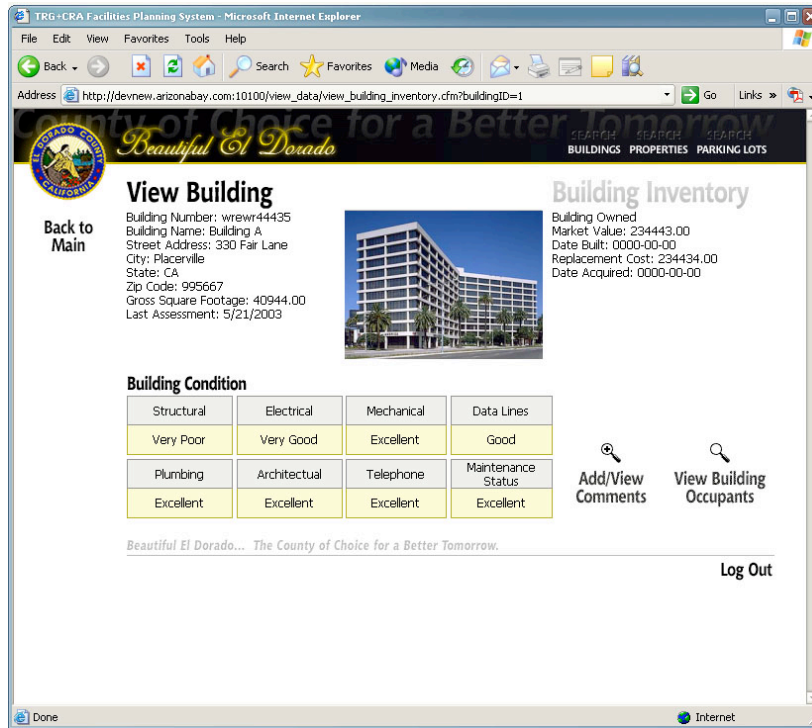 TRG+CRA Facilities Planning System - Microsoft Internet Explorer
File Edit View Favorites Tools Help
Back Search Favorites Media
Address http://devnew.arizonabay.com:10100/view_data/view_building_inventory.cfm?buildingID=1 Go Links »
County of Choice for a Better Tomorrow
EL DORADO COUNTY
CALIFORNIA
Beautiful El Dorado
SEARCH SEARCH SEARCH
BUILDINGS PROPERTIES PARKING LOTS
Back to
Main
View Building
Building Number: wrewr44435
Building Name: Building A
Street Address: 330 Fair Lane
City: Placerville
State: CA
Zip Code: 995667
Gross Square Footage: 40944.00
Last Assessment: 5/21/2003
Building Inventory
Building Owned
Market Value: 234443.00
Date Built: 0000-00-00
Replacement Cost: 234434.00
Date Acquired: 0000-00-00
Building Condition
Structural Electrical Mechanical Data Lines
Very Poor Very Good Excellent Good
Plumbing Architectual Telephone Maintenance
Status
Excellent Excellent Excellent Excellent
Add/View
Comments
View Building
Occupants
Beautiful El Dorado... The County of Choice for a Better Tomorrow.
Log Out
Done Internet